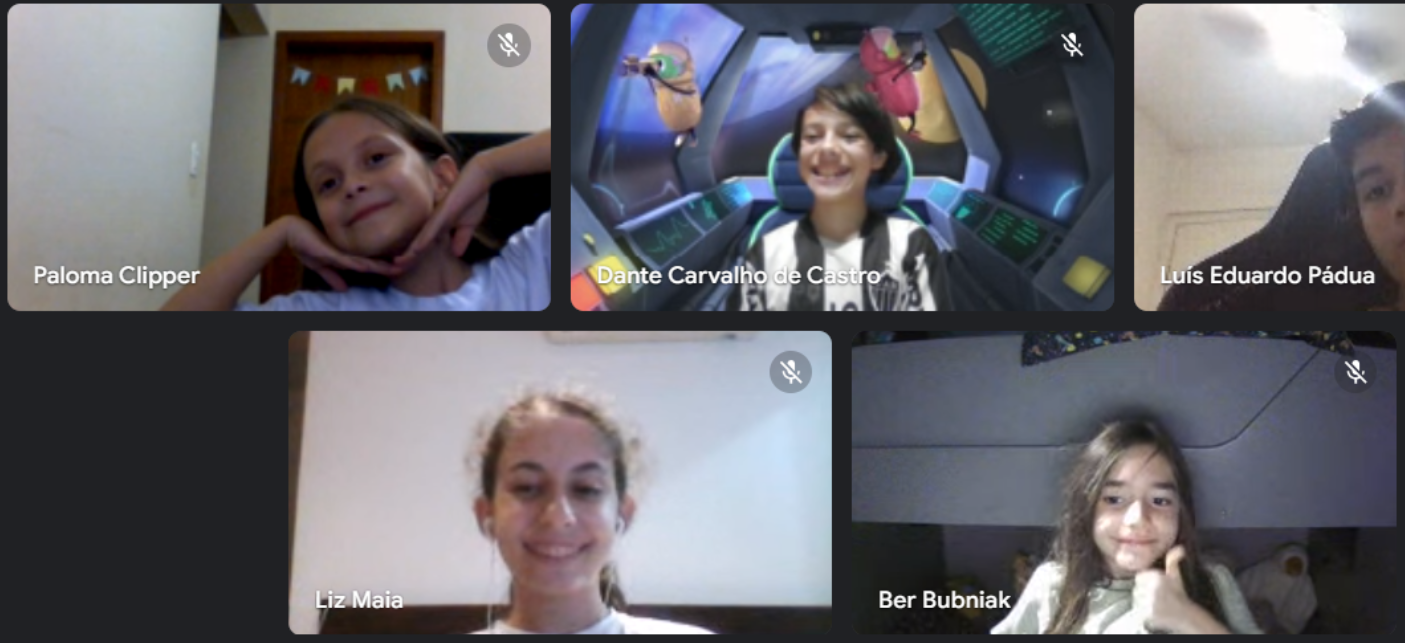 Paloma Clipper
Dante Carvalho de Castro
Luís Eduardo Pádua
Liz Maia
Ber Bubniak